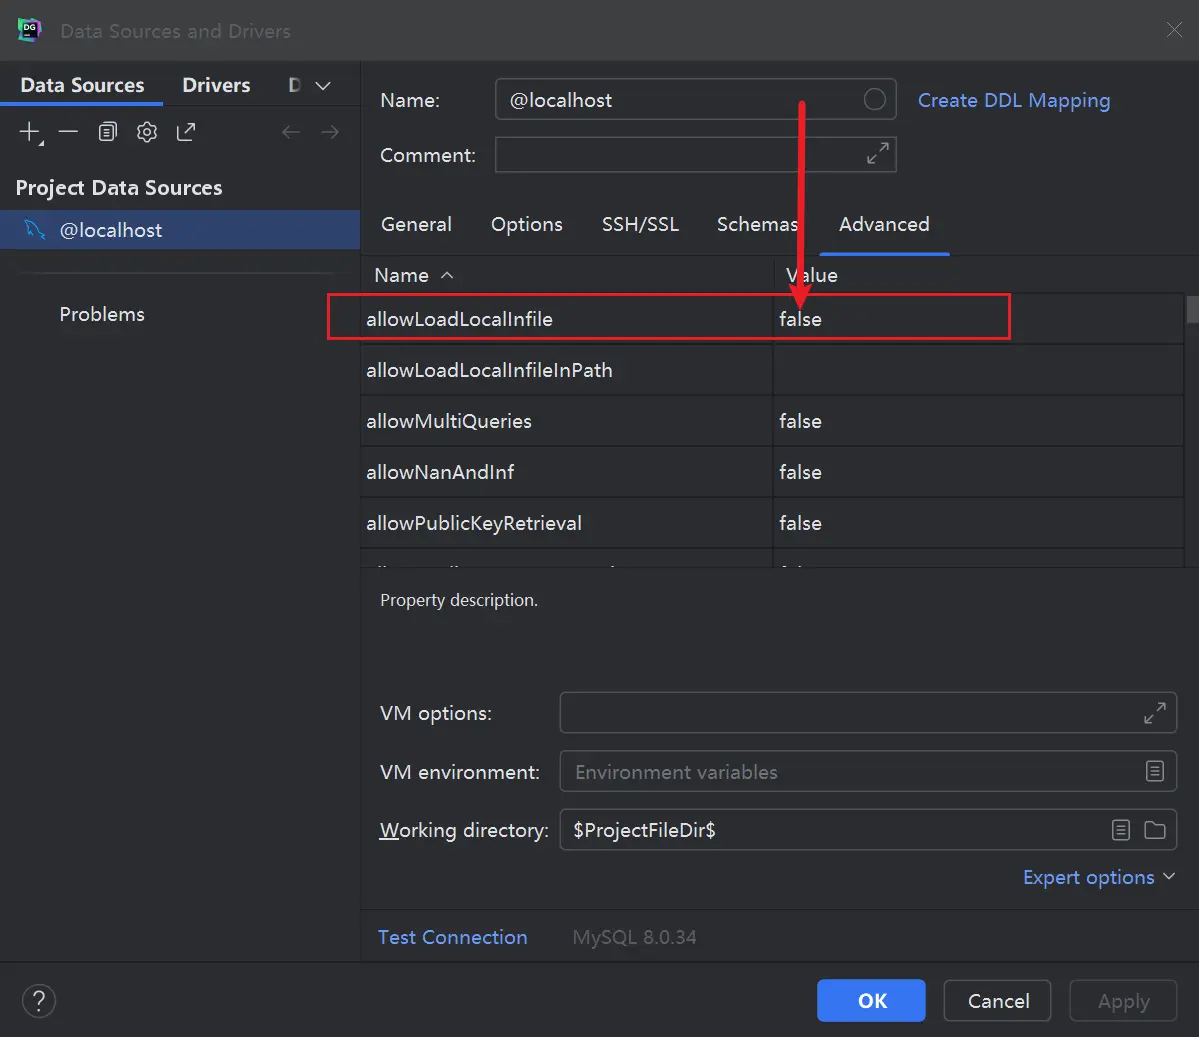 DG
Data Sources and Drivers
Data Sources
Drivers
D
Project Data Sources
@localhost
Problems
Name:
@localhost
Create DDL Mapping
Comment:
General
Options
SSH/SSL
Schemas
Advanced
Name
Value
allowLoadLocalInfile
false
allowLoadLocalInfileInPath
allowMultiQueries
false
allowNanAndInf
false
allowPublicKeyRetrieval
false
Property description.
VM options:
VM environment:
Environment variables
Working directory:
$ProjectFileDir$
Expert options
Test Connection
MySQL 8.0.34
?
OK
Cancel
Apply